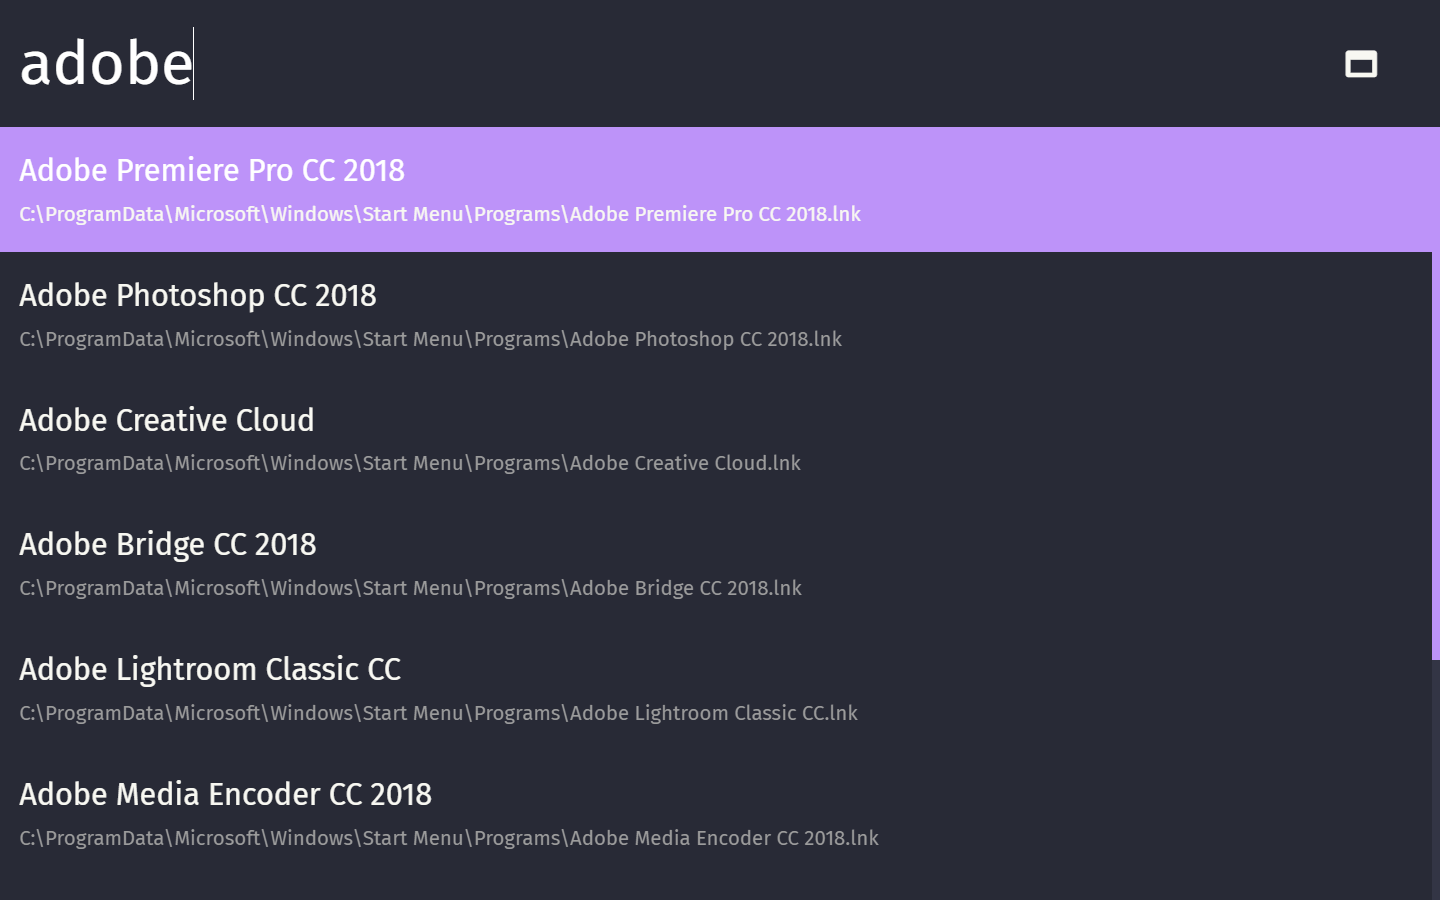 adobe
Adobe Premiere Pro CC 2018
C:\ProgramData\Microsoft\Windows\Start Menu\Programs\Adobe Premiere Pro CC 2018.lnk
Adobe Photoshop CC 2018
C:\ProgramData\Microsoft\Windows\Start Menu\Programs\Adobe Photoshop CC 2018.lnk
Adobe Creative Cloud
C:\ProgramData\Microsoft\Windows\Start Menu\Programs\Adobe Creative Cloud.lnk
Adobe Bridge CC 2018
C:\ProgramData\Microsoft\Windows\Start Menu\Programs\Adobe Bridge CC 2018.lnk
Adobe Lightroom Classic CC
C:\ProgramData\Microsoft\Windows\Start Menu\Programs\Adobe Lightroom Classic CC.lnk
Adobe Media Encoder CC 2018
C:\ProgramData\Microsoft\Windows\Start Menu\Programs\Adobe Media Encoder CC 2018.lnk